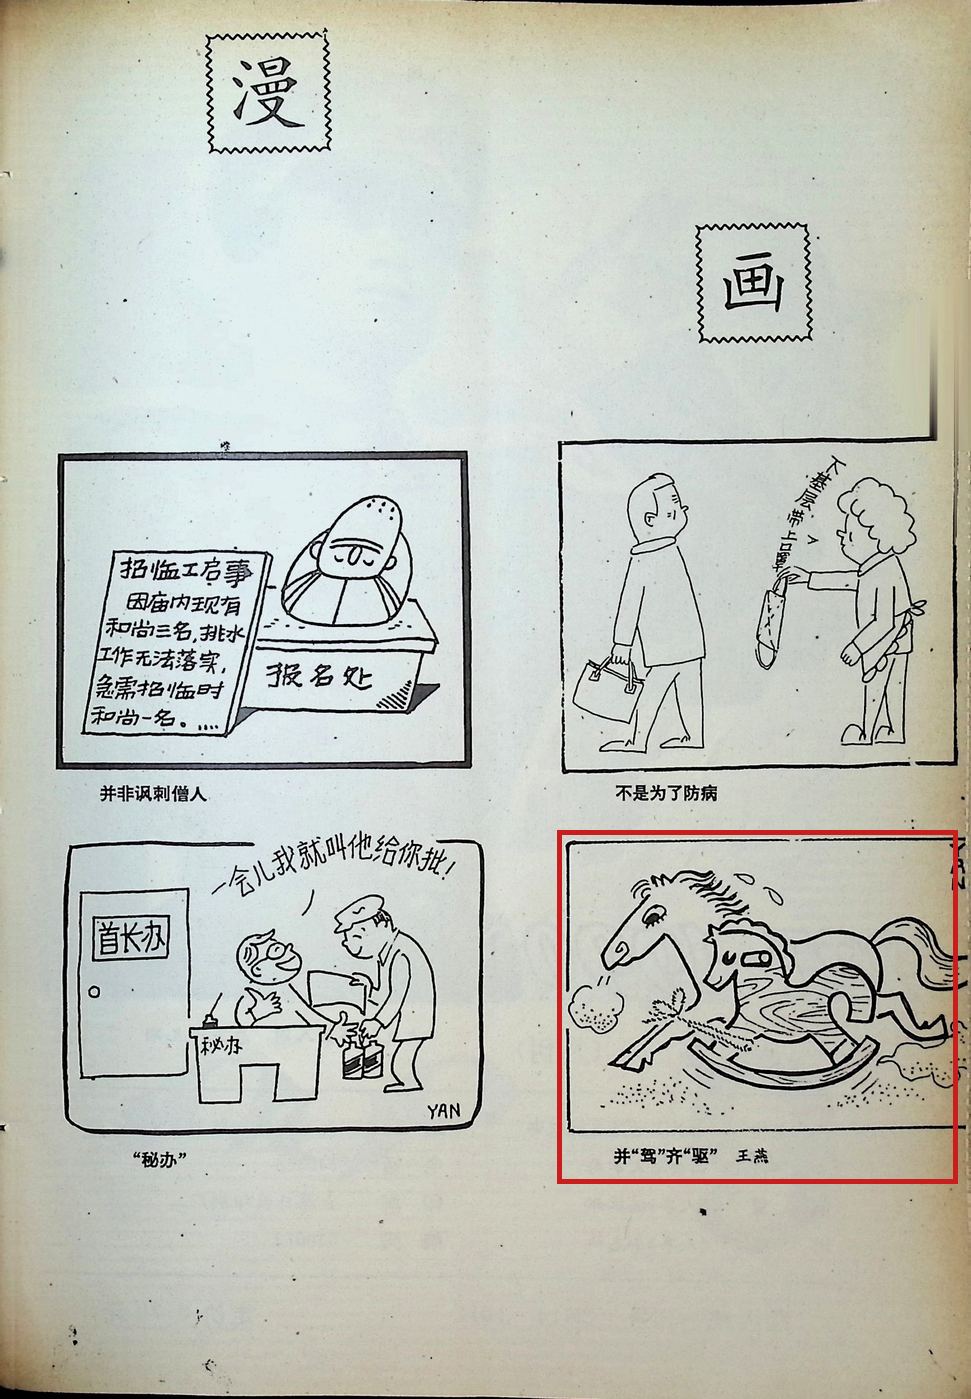 漫
画
招临工启事
因庙内现有
和尚三名,排水
工作无法落实,
急需招临时
和尚一名。....
报名处
并非讽刺僧人
下基层带上口罩
不是为了防病
一会儿我就叫他给你批!
首长办
秘办
YAN
“秘办”
并“驾”齐“驱” 王燕